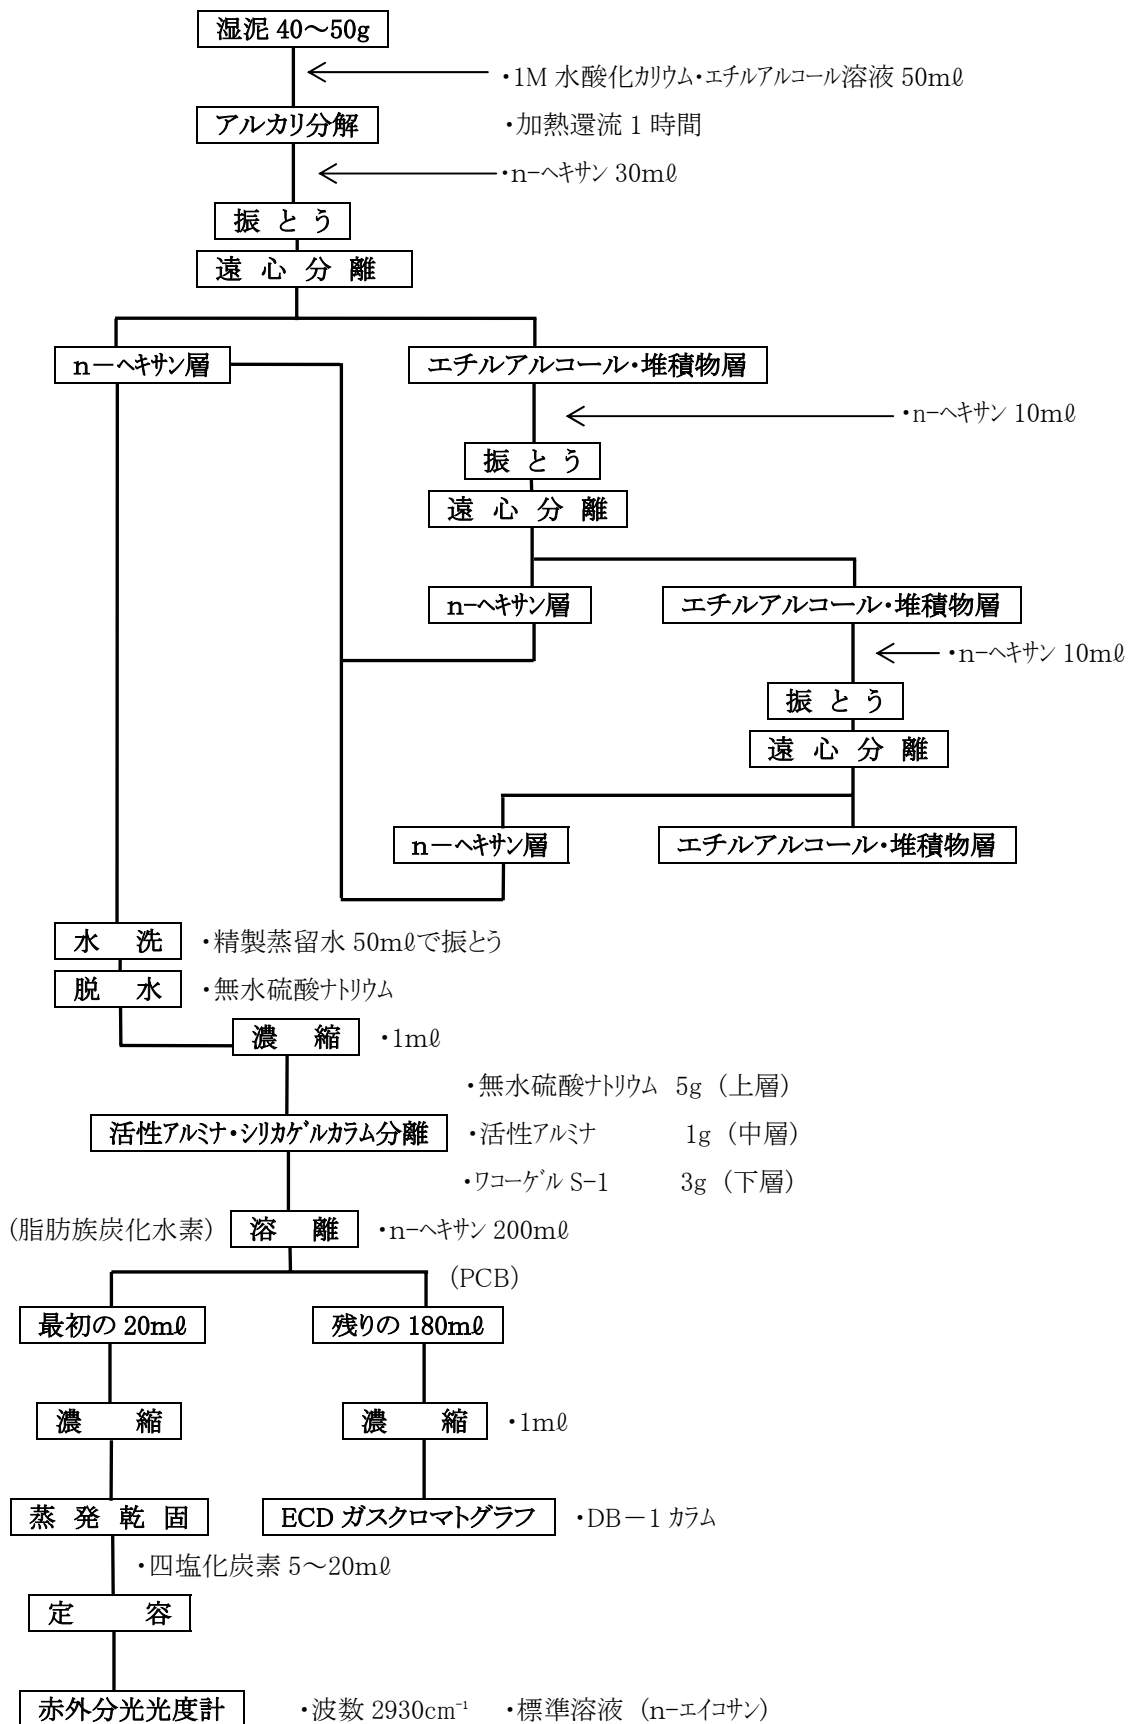 湿泥 40～50g
・1M 水酸化カリウム・エチルアルコール溶液 50mℓ
アルカリ分解
・加熱還流 1 時間
・n-ヘキサン 30mℓ
振 と う
遠 心 分 離
n－ヘキサン層
エチルアルコール・堆積物層
・n-ヘキサン 10mℓ
振 と う
遠 心 分 離
n-ヘキサン層
エチルアルコール・堆積物層
・n-ヘキサン 10mℓ
振 と う
遠 心 分 離
n－ヘキサン層
エチルアルコール・堆積物層
水 洗
・精製蒸留水 50mℓで振とう
脱 水
・無水硫酸ナトリウム
濃 縮
・1mℓ
・無水硫酸ナトリウム 5g (上層)
活性アルミナ・シリカゲルカラム分離
・活性アルミナ 1g (中層)
・ワコーゲル S-1 3g (下層)
(脂肪族炭化水素)
溶 離
・n-ヘキサン 200mℓ
(PCB)
最初の 20mℓ
残りの 180mℓ
濃 縮
濃 縮
・1mℓ
蒸 発 乾 固
ECD ガスクロマトグラフ
・DB－1 カラム
・四塩化炭素 5～20mℓ
定 容
赤外分光光度計
・波数 2930cm⁻¹ ・標準溶液 (n-エイコサン)